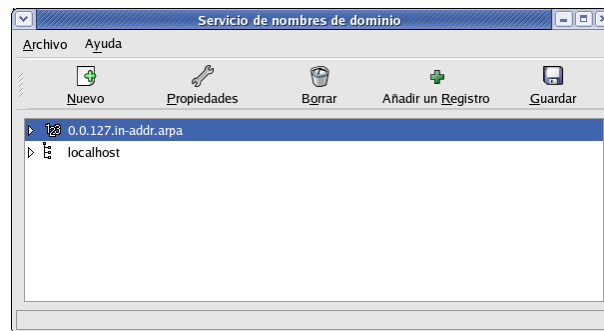 Servicio de nombres de dominio
Archivo Ayuda
Nuevo Propiedades Borrar Añadir un Registro Guardar
123 0.0.127.in-addr.arpa
localhost